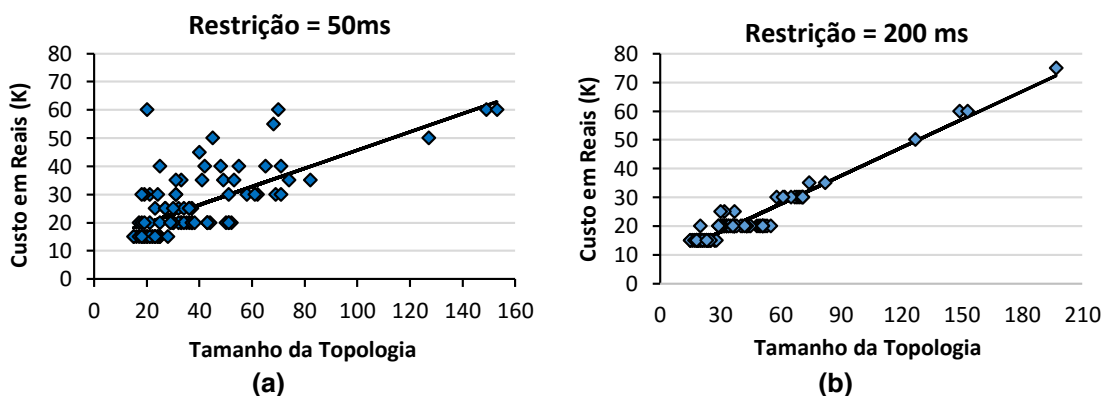 Restrição = 50ms
Custo em Reais (K)
80
70
60
50
40
30
20
10
0
0 20 40 60 80 100 120 140 160
Tamanho da Topologia
(a)
Restrição = 200 ms
Custo em Reais (K)
80
70
60
50
40
30
20
10
0
0 30 60 90 120 150 180 210
Tamanho da Topologia
(b)